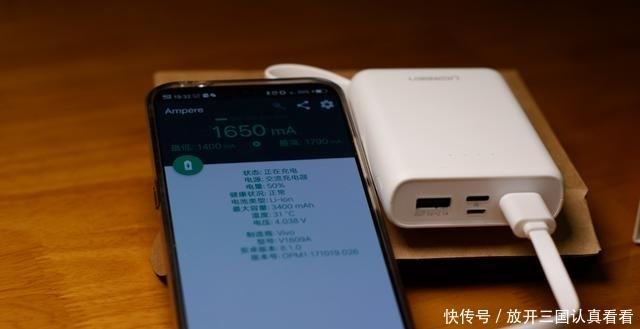 Ampere
1650 mA
最低: 1400 mA
最高: 1790 mA
状态: 正在充电
电源: 交流充电器
电量: 50%
健康状况: 正常
电池类型: Li-ion
最大容量: 3400 mAh
温度: 31 °C
电压: 4.038 V
制造商: Vivo
型号: V1809A
安卓版本: 8.1.0
版本号: OPM1.171019.026
UGREEN
快传号 / 放开三国认真看看